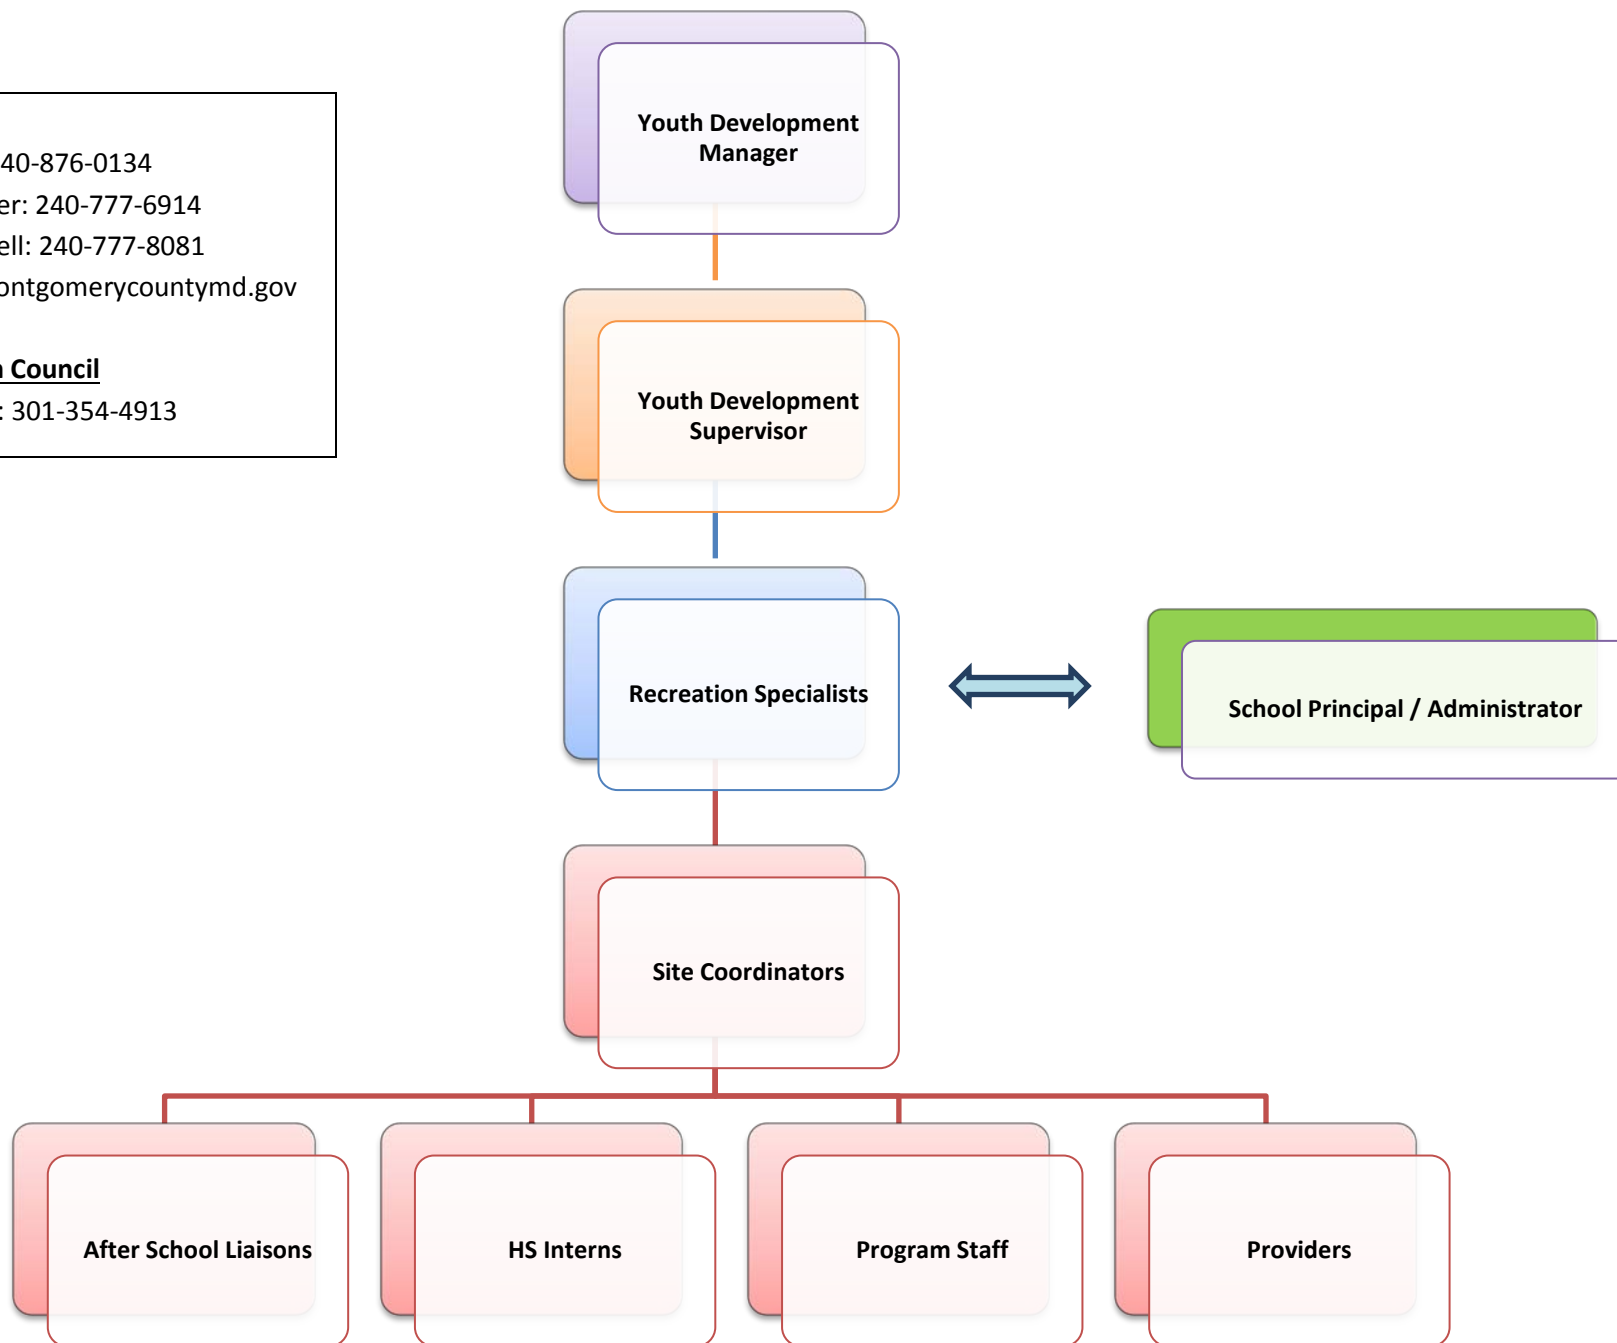 40-876-0134
er: 240-777-6914
ell: 240-777-8081
ontgomerycountymd.gov
Council
: 301-354-4913
Youth Development
Manager
Youth Development
Supervisor
Recreation Specialists
School Principal / Administrator
Site Coordinators
After School Liaisons
HS Interns
Program Staff
Providers